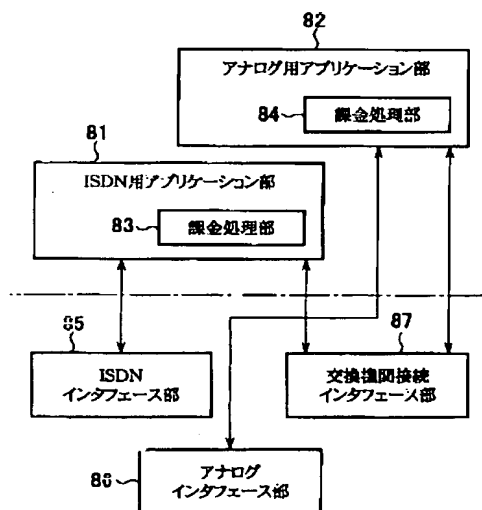 82
アナログ用アプリケーション部
84
課金処理部
81
ISDN用アプリケーション部
83
課金処理部
85
ISDN
インタフェース部
87
交換機間接続
インタフェース部
アナログ
インタフェース部